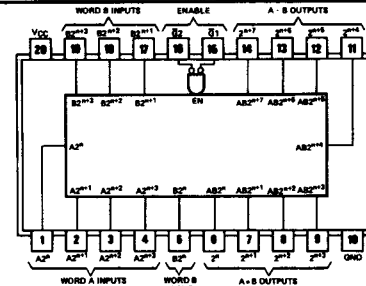 WORD B INPUTS ENABLE A · B OUTPUTS
VCC B2ⁿ⁺³ B2ⁿ⁺² B2ⁿ⁺¹ G̅2 G̅1 2ⁿ⁺⁷ 2ⁿ⁺⁶ 2ⁿ⁺⁵ 2ⁿ⁺⁴
20 19 18 17 16 15 14 13 12 11
B2ⁿ⁺³ B2ⁿ⁺² B2ⁿ⁺¹ EN AB2ⁿ⁺⁷ AB2ⁿ⁺⁶ AB2ⁿ⁺⁵
A2ⁿ AB2ⁿ⁺⁴
A2ⁿ⁺¹ A2ⁿ⁺² A2ⁿ⁺³ B2ⁿ AB2ⁿ AB2ⁿ⁺¹ AB2ⁿ⁺² AB2ⁿ⁺³
1 2 3 4 5 6 7 8 9 10
A2ⁿ A2ⁿ⁺¹ A2ⁿ⁺² A2ⁿ⁺³ B2ⁿ 2ⁿ 2ⁿ⁺¹ 2ⁿ⁺² 2ⁿ⁺³ GND
WORD A INPUTS WORD B A · B OUTPUTS